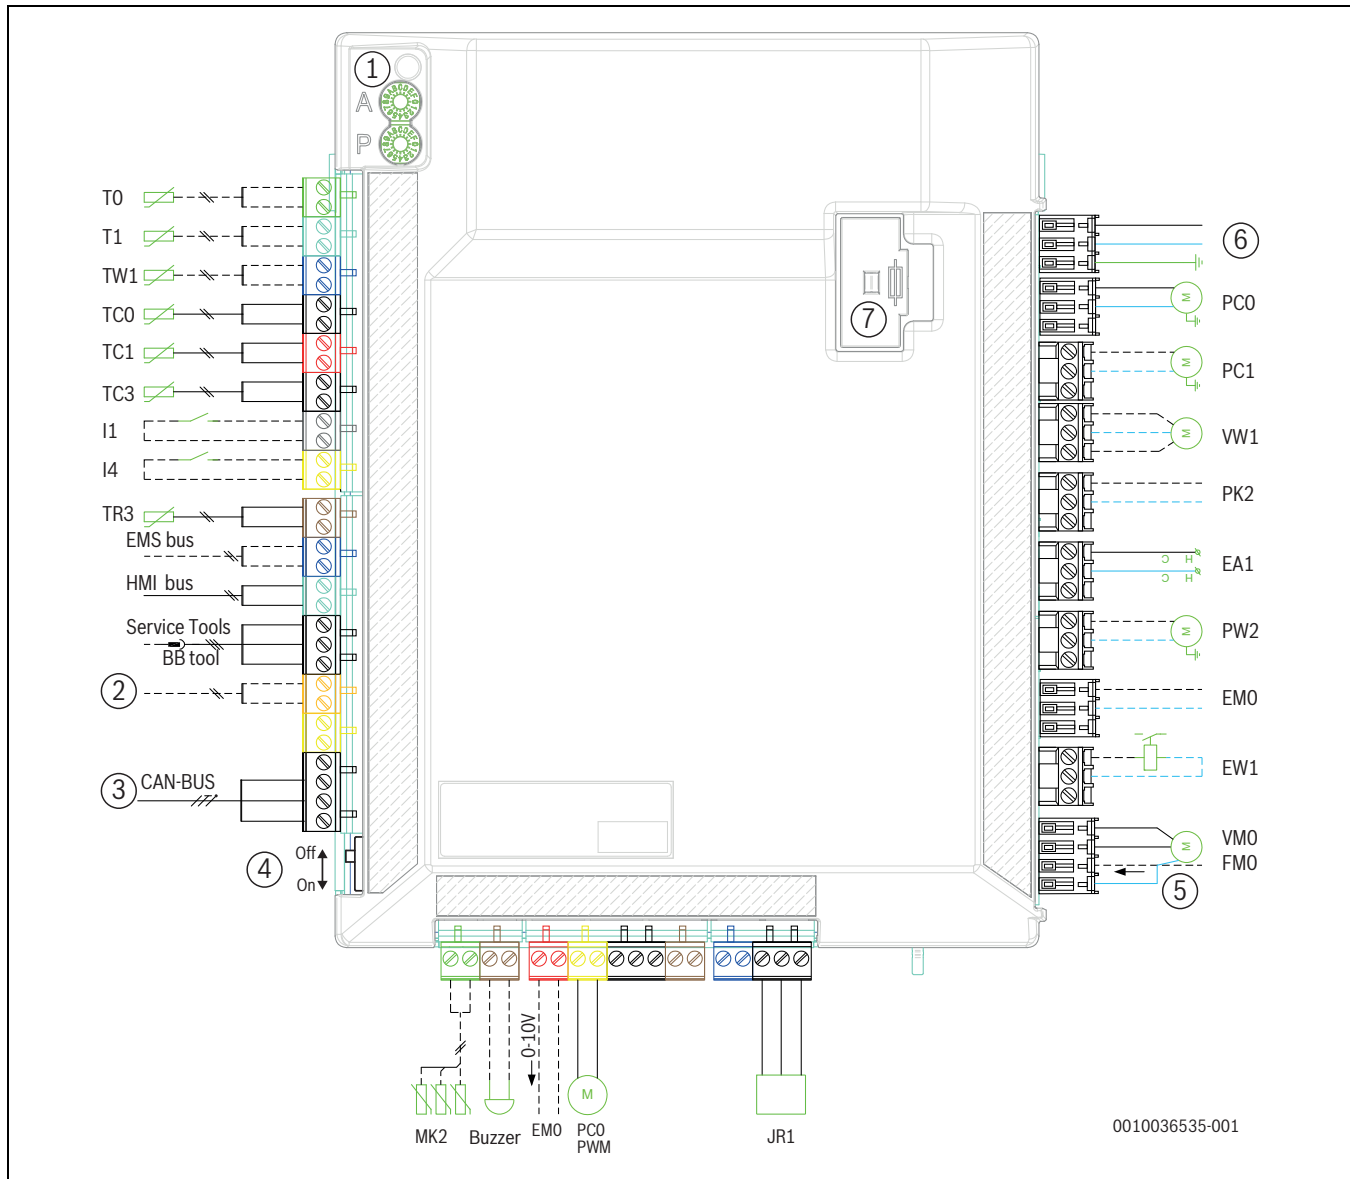 1
A
P
T0
T1
TW1
TC0
TC1
TC3
I1
I4
TR3
EMS bus
HMI bus
Service Tools
BB tool
2
3 CAN-BUS
4 Off
On
6
PC0
M
PC1
M
VW1
M
PK2
EA1
C H
C H
PW2
M
EM0
EW1
VM0
M
FM0
5
7
0-10V
M
MK2
Buzzer
EM0
PC0
PWM
JR1
0010036535-001